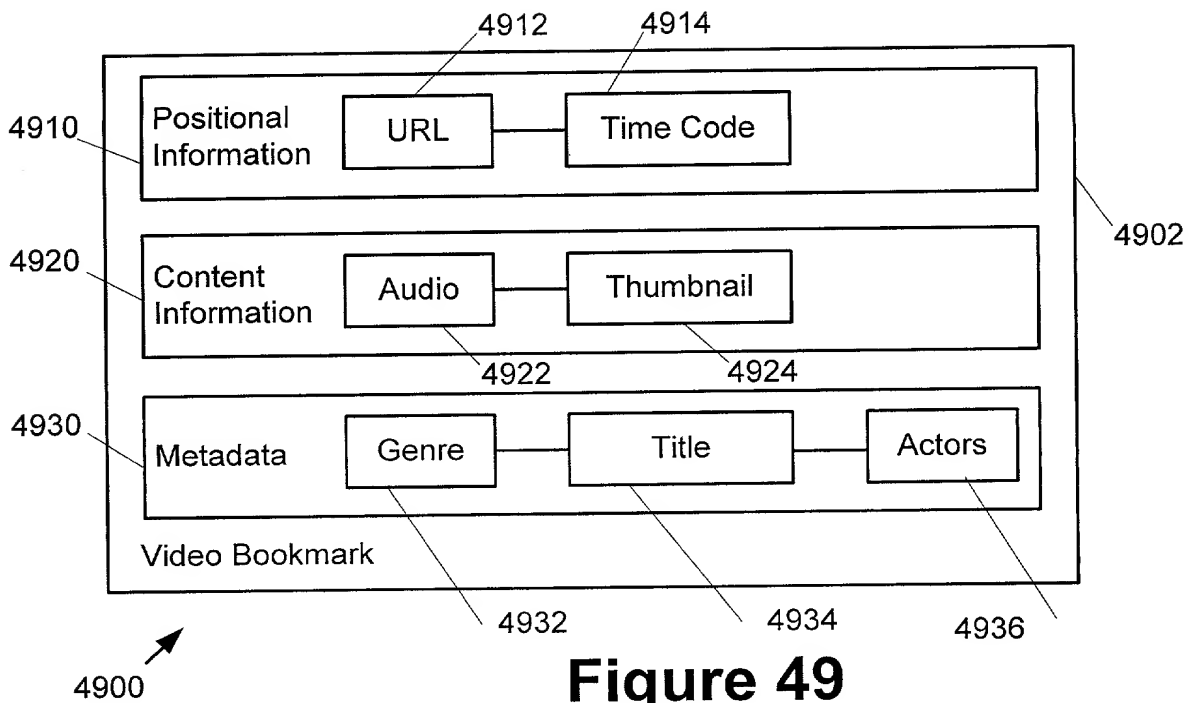 4912
4914
4910
Positional
Information
URL
Time Code
4902
4920
Content
Information
Audio
Thumbnail
4922
4924
4930
Metadata
Genre
Title
Actors
Video Bookmark
4932
4934
4936
4900
Figure 49